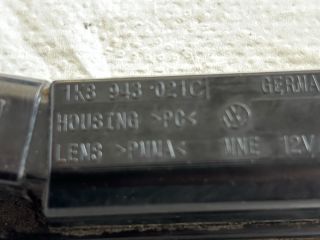 1K8 943 021C GERMA
HOUSING >PC<
LENS >PMMA< MNE 12V